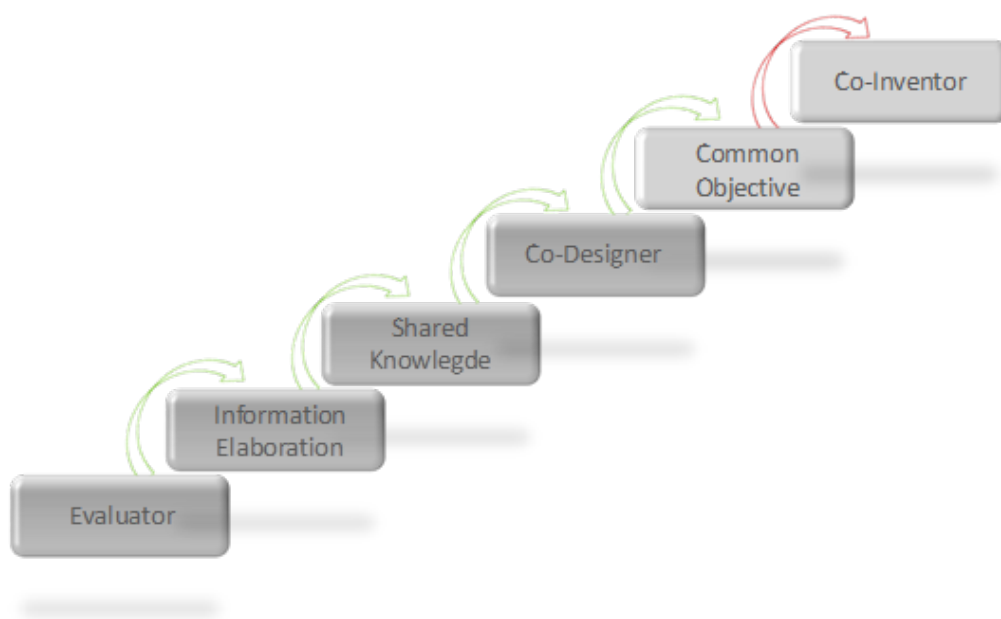 Co-Inventor
Common
Objective
Co-Designer
Shared
Knowlegde
Information
Elaboration
Evaluator